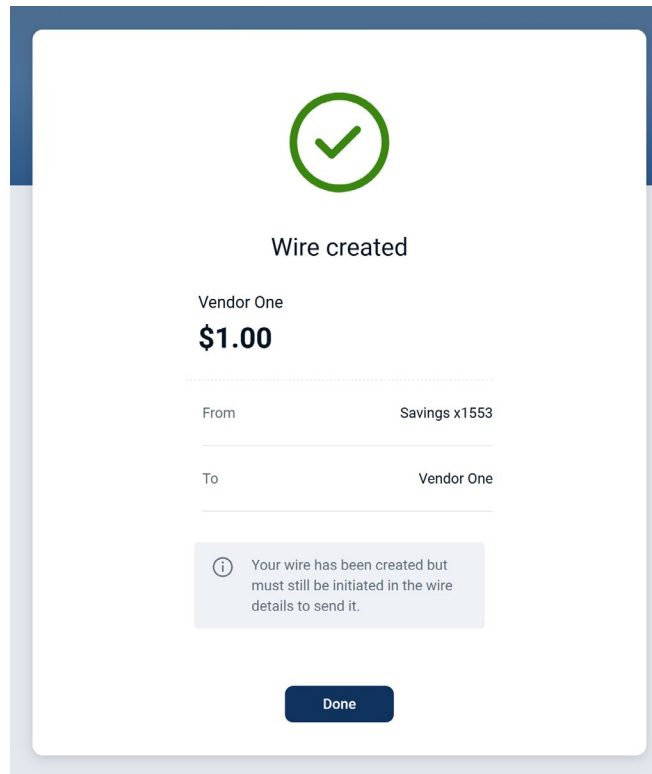 Wire created
Vendor One
$1.00
From Savings x1553
To Vendor One
Your wire has been created but
must still be initiated in the wire
details to send it.
Done